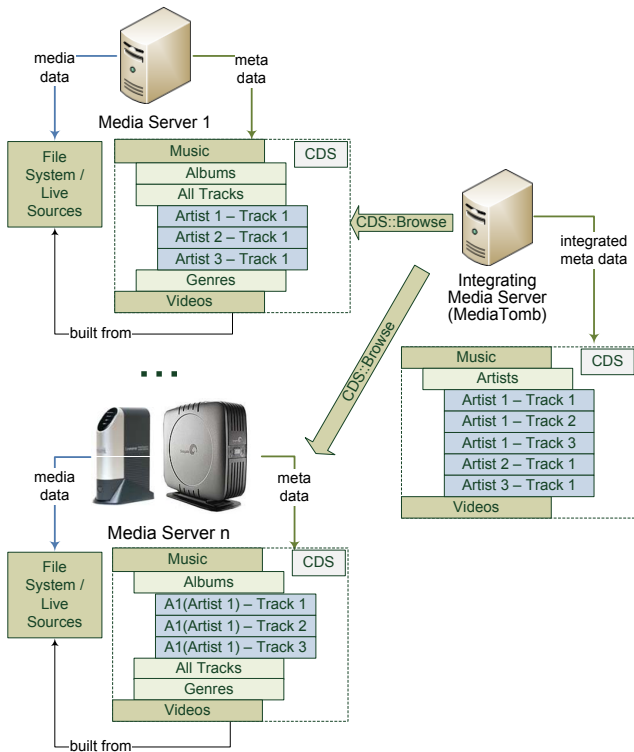 media
data
meta
data
Media Server 1
File
System /
Live
Sources
Music
CDS
Albums
All Tracks
Artist 1 – Track 1
Artist 2 – Track 1
Artist 3 – Track 1
Genres
Videos
built from
CDS::Browse
CDS::Browse
integrated
meta data
Integrating
Media Server
(MediaTomb)
Music
CDS
Artists
Artist 1 – Track 1
Artist 1 – Track 2
Artist 1 – Track 3
Artist 2 – Track 1
Artist 3 – Track 1
Videos
. . .
media
data
meta
data
Media Server n
File
System /
Live
Sources
Music
CDS
Albums
A1(Artist 1) – Track 1
A1(Artist 1) – Track 2
A1(Artist 1) – Track 3
All Tracks
Genres
Videos
built from